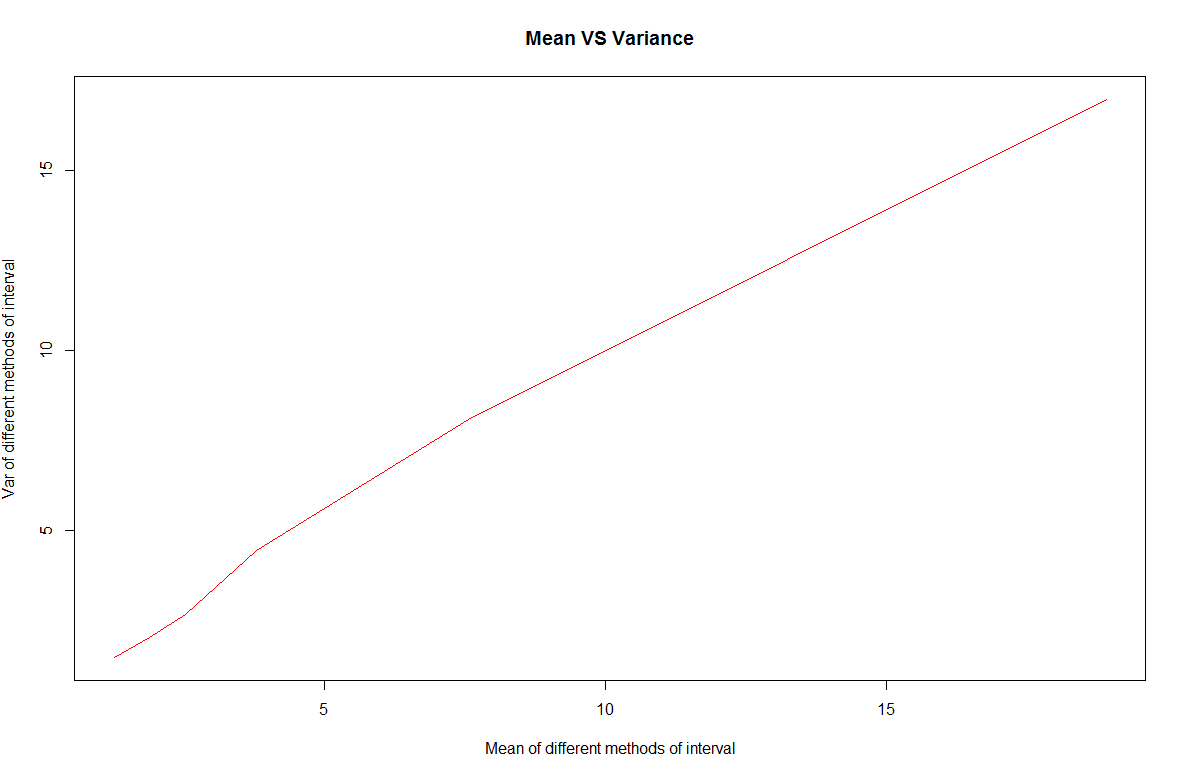 Mean VS Variance
Var of different methods of interval
15
10
5
5
10
15
Mean of different methods of interval